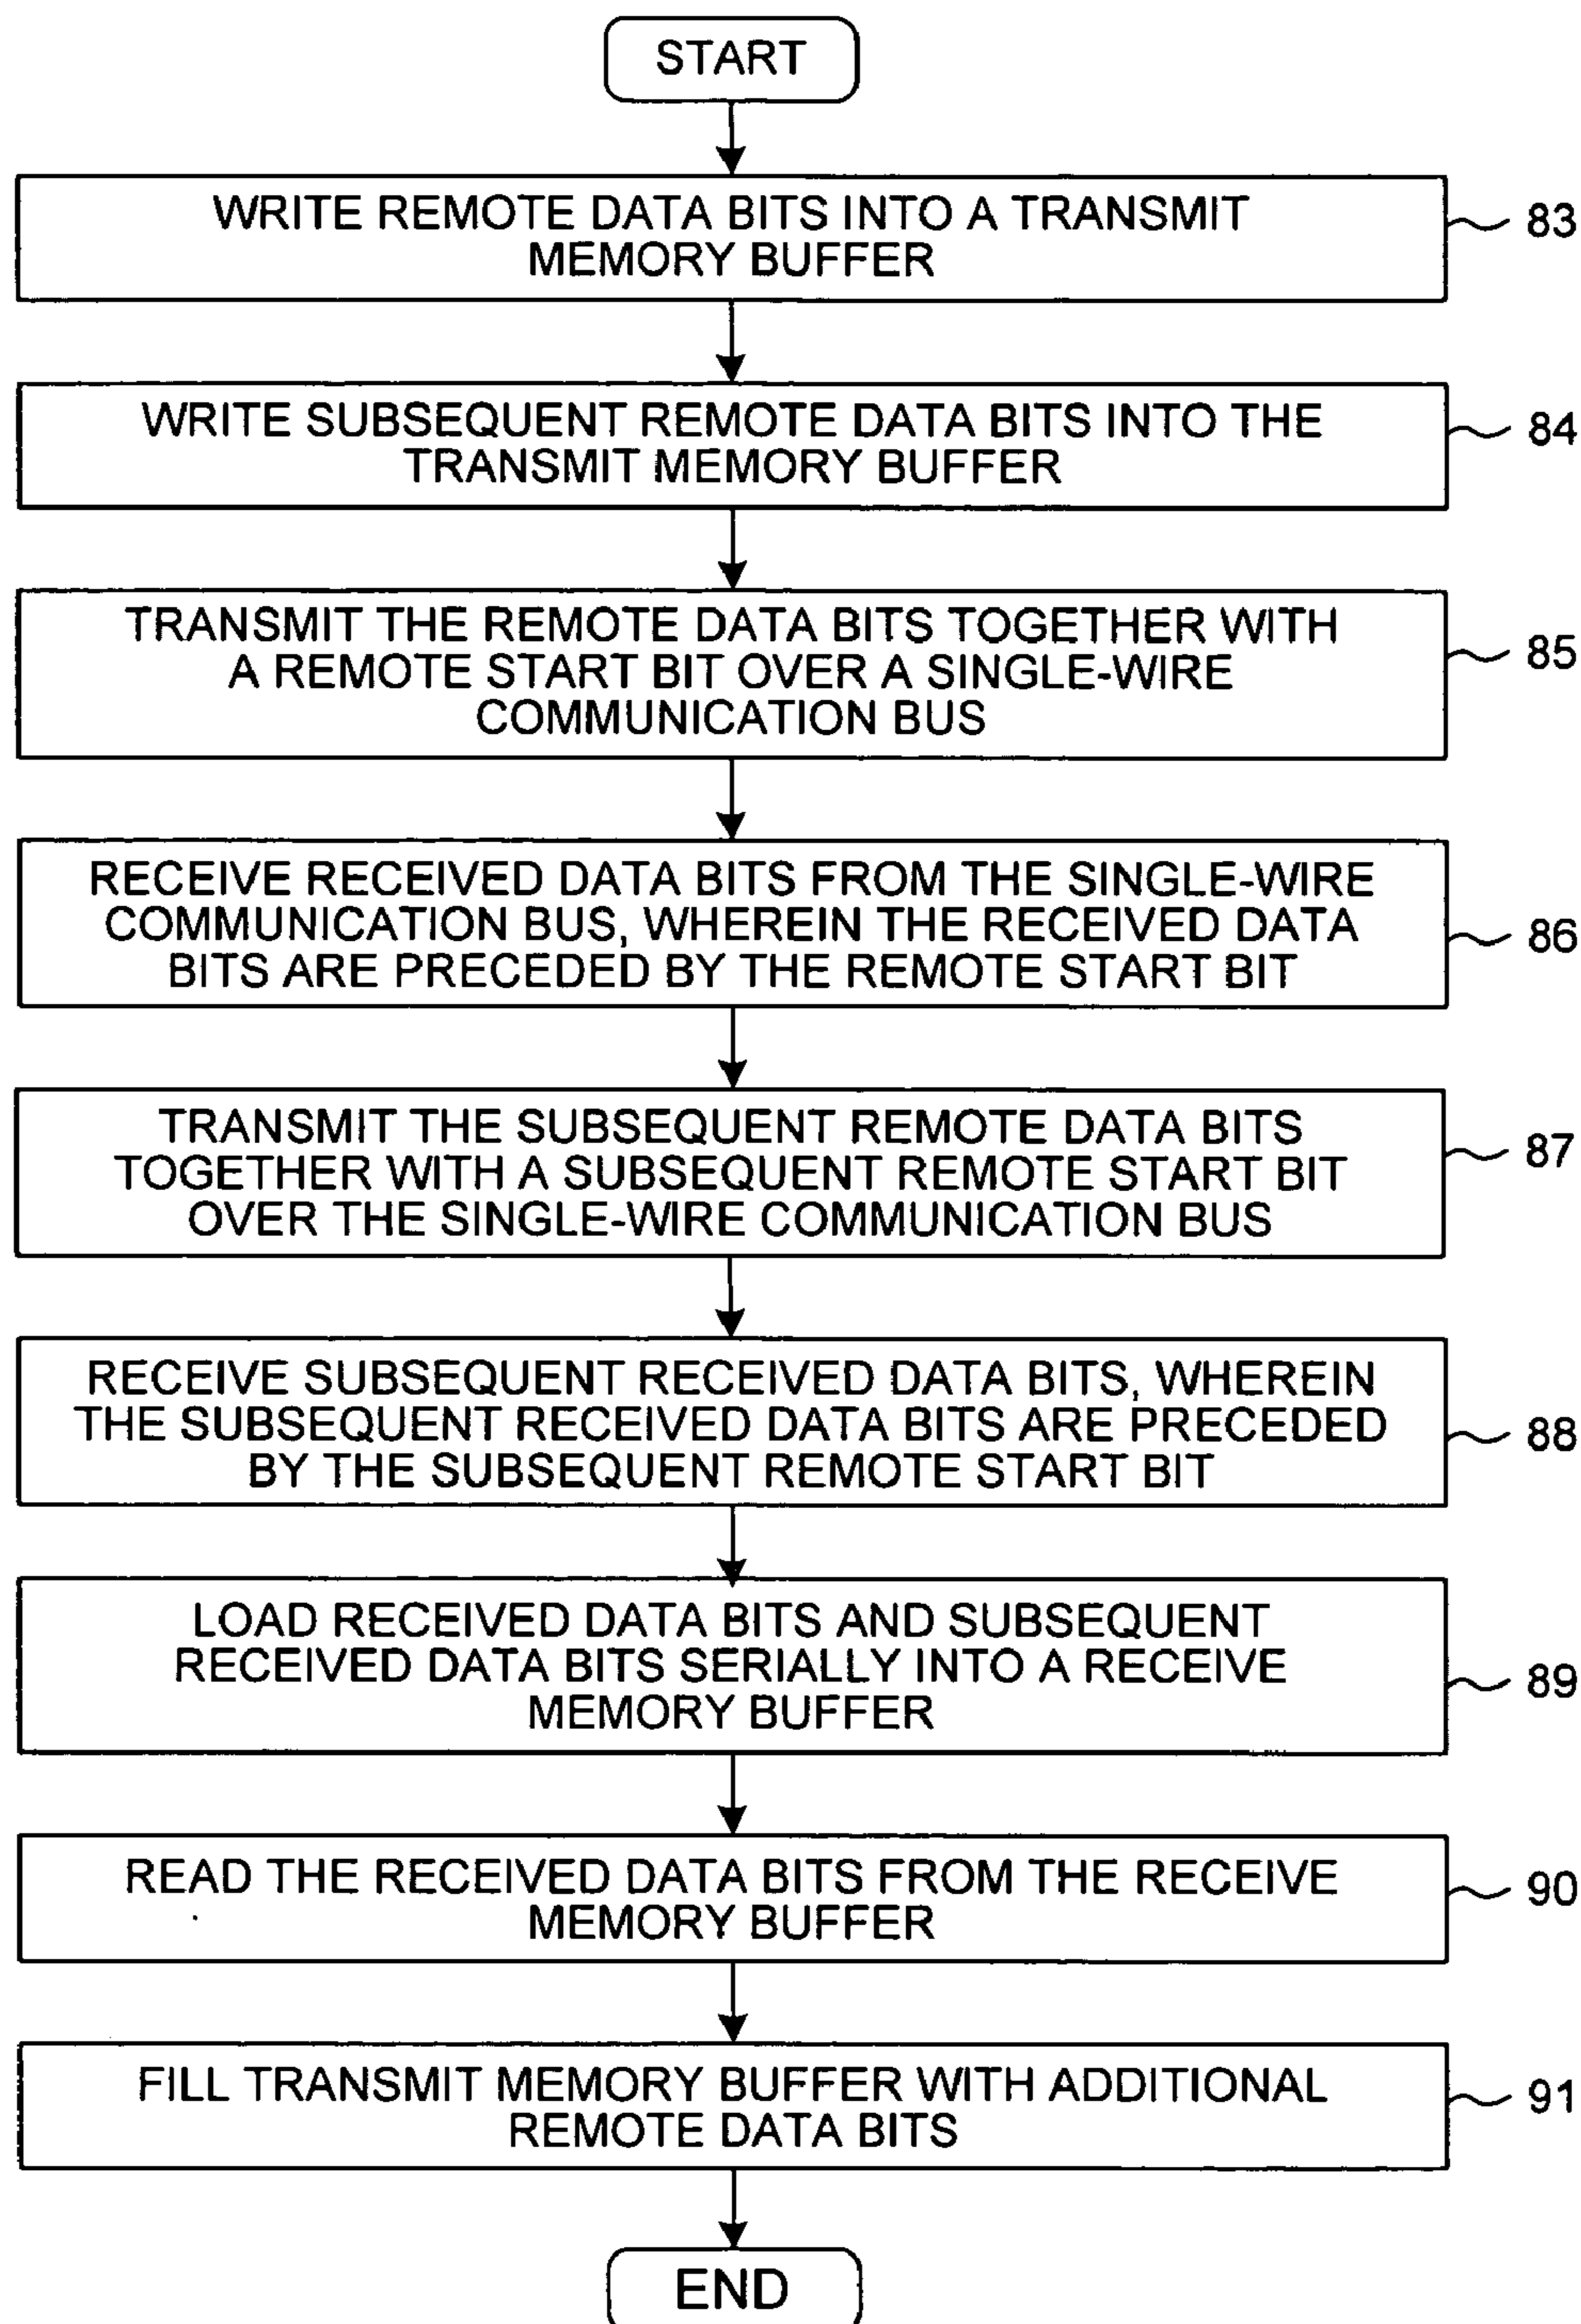 START
WRITE REMOTE DATA BITS INTO A TRANSMIT
MEMORY BUFFER
83
WRITE SUBSEQUENT REMOTE DATA BITS INTO THE
TRANSMIT MEMORY BUFFER
84
TRANSMIT THE REMOTE DATA BITS TOGETHER WITH
A REMOTE START BIT OVER A SINGLE-WIRE
COMMUNICATION BUS
85
RECEIVE RECEIVED DATA BITS FROM THE SINGLE-WIRE
COMMUNICATION BUS, WHEREIN THE RECEIVED DATA
BITS ARE PRECEDED BY THE REMOTE START BIT
86
TRANSMIT THE SUBSEQUENT REMOTE DATA BITS
TOGETHER WITH A SUBSEQUENT REMOTE START BIT
OVER THE SINGLE-WIRE COMMUNICATION BUS
87
RECEIVE SUBSEQUENT RECEIVED DATA BITS, WHEREIN
THE SUBSEQUENT RECEIVED DATA BITS ARE PRECEDED
BY THE SUBSEQUENT REMOTE START BIT
88
LOAD RECEIVED DATA BITS AND SUBSEQUENT
RECEIVED DATA BITS SERIALLY INTO A RECEIVE
MEMORY BUFFER
89
READ THE RECEIVED DATA BITS FROM THE RECEIVE
MEMORY BUFFER
90
FILL TRANSMIT MEMORY BUFFER WITH ADDITIONAL
REMOTE DATA BITS
91
END